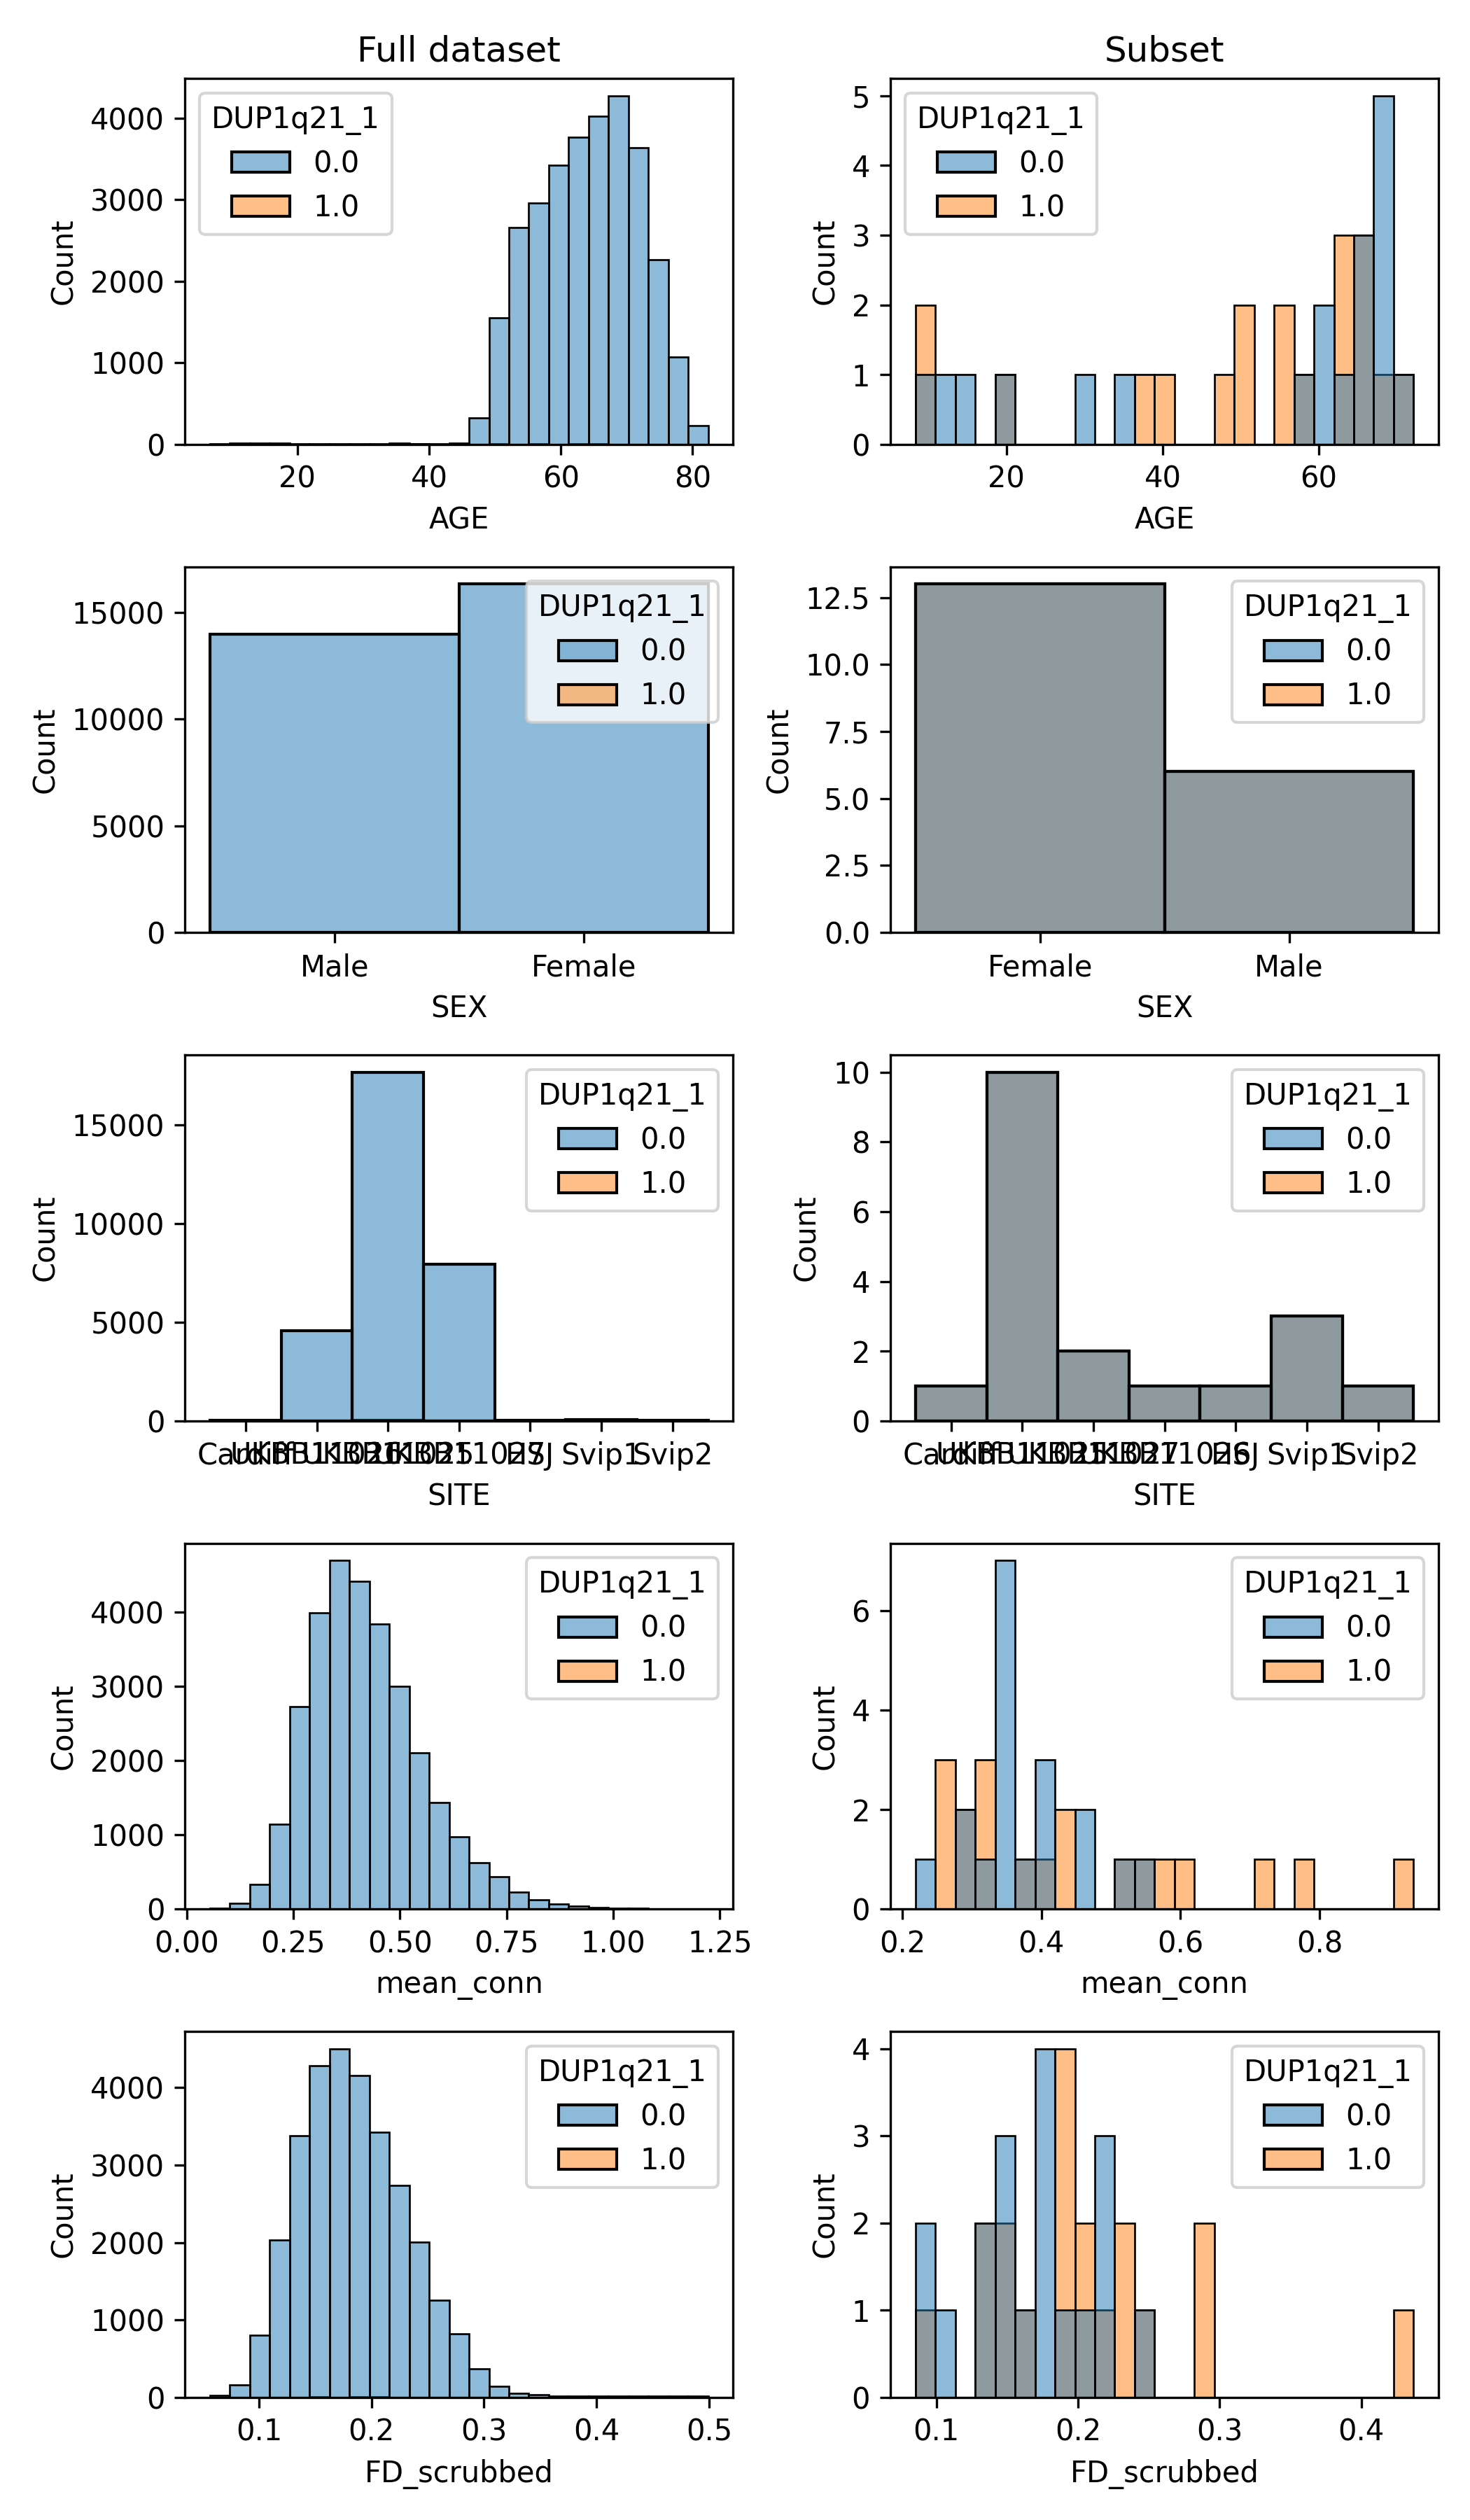 Full dataset
Subset
DUP1q21_1
0.0
1.0
4000
3000
2000
1000
0
Count
20 40 60 80
AGE
DUP1q21_1
0.0
1.0
5
4
3
2
1
0
Count
20 40 60
AGE
DUP1q21_1
0.0
1.0
15000
10000
5000
0
Count
Male Female
SEX
DUP1q21_1
0.0
1.0
12.5
10.0
7.5
5.0
2.5
0.0
Count
Female Male
SEX
DUP1q21_1
0.0
1.0
15000
10000
5000
0
Count
Svip1 Svip2
SITE
DUP1q21_1
0.0
1.0
10
8
6
4
2
0
Count
Svip1 Svip2
SITE
DUP1q21_1
0.0
1.0
4000
3000
2000
1000
0
Count
0.00 0.25 0.50 0.75 1.00 1.25
mean_conn
DUP1q21_1
0.0
1.0
6
4
2
0
Count
0.2 0.4 0.6 0.8
mean_conn
DUP1q21_1
0.0
1.0
4000
3000
2000
1000
0
Count
0.1 0.2 0.3 0.4 0.5
FD_scrubbed
DUP1q21_1
0.0
1.0
4
3
2
1
0
Count
0.1 0.2 0.3 0.4
FD_scrubbed